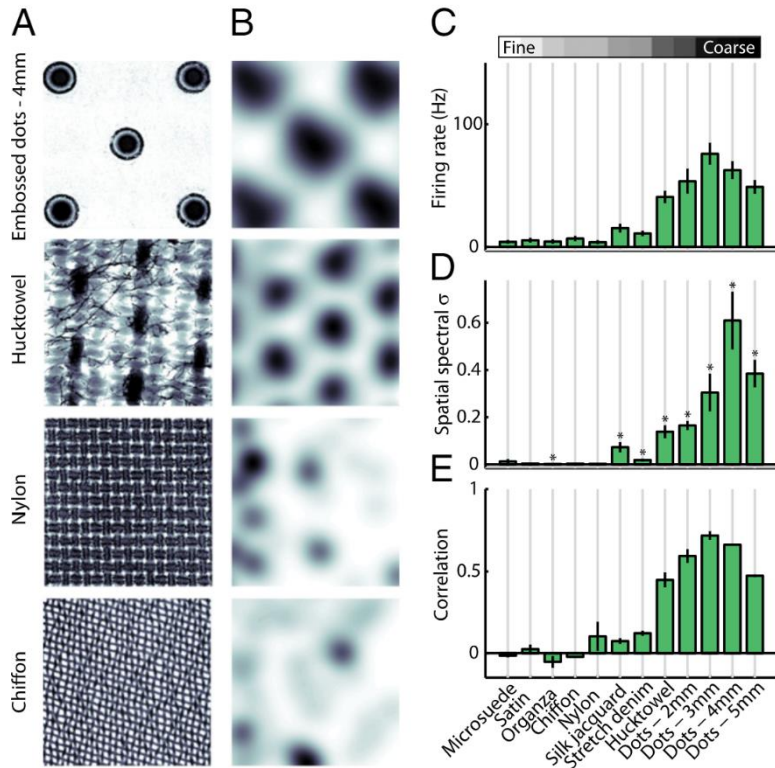 A
B
C
Embossed dots - 4mm
Hucktowel
Nylon
Chiffon
Fine
Coarse
Firing rate (Hz)
100
0
D
Spatial spectral σ
0.6
0.4
0.2
0
* * * * * * *
E
Correlation
1
0.5
0
Microsuede
Satin
Organza
Chiffon
Nylon
Silk jacquard
Stretch denim
Hucktowel
Dots – 2mm
Dots – 3mm
Dots – 4mm
Dots – 5mm